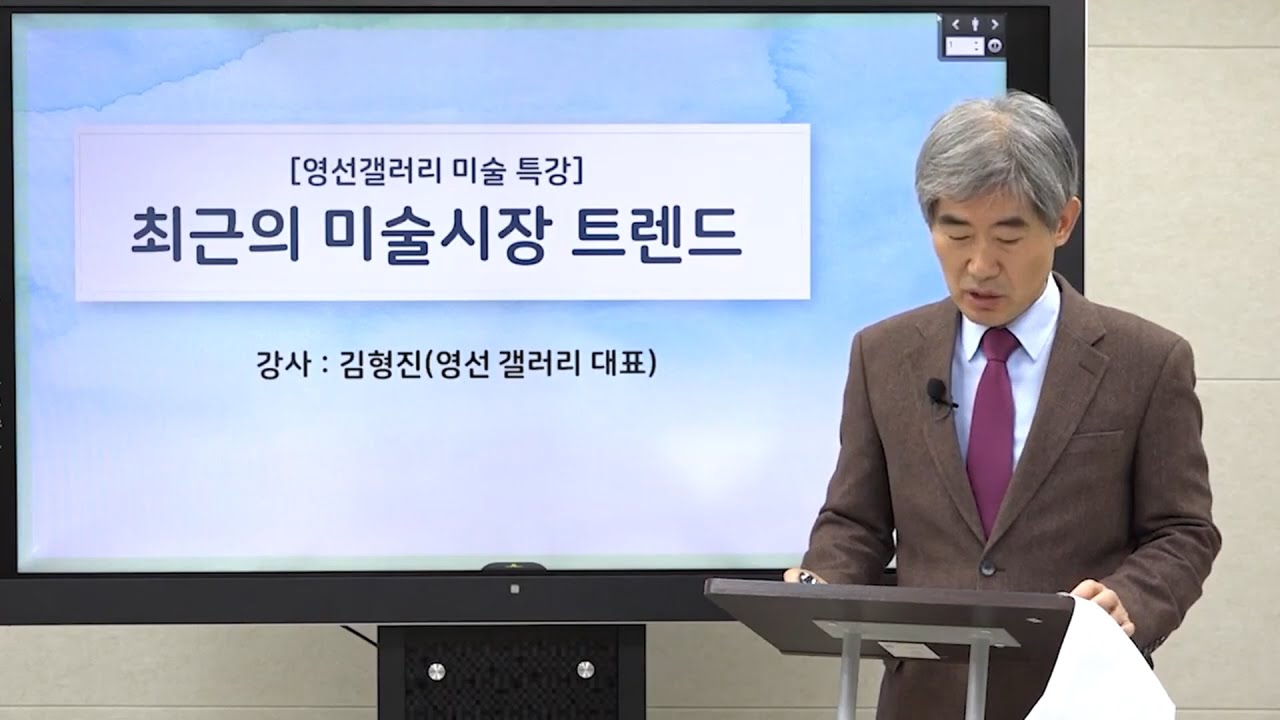 [영선갤러리 미술 특강]
최근의 미술시장 트렌드
강사 : 김형진(영선 갤러리 대표)
1